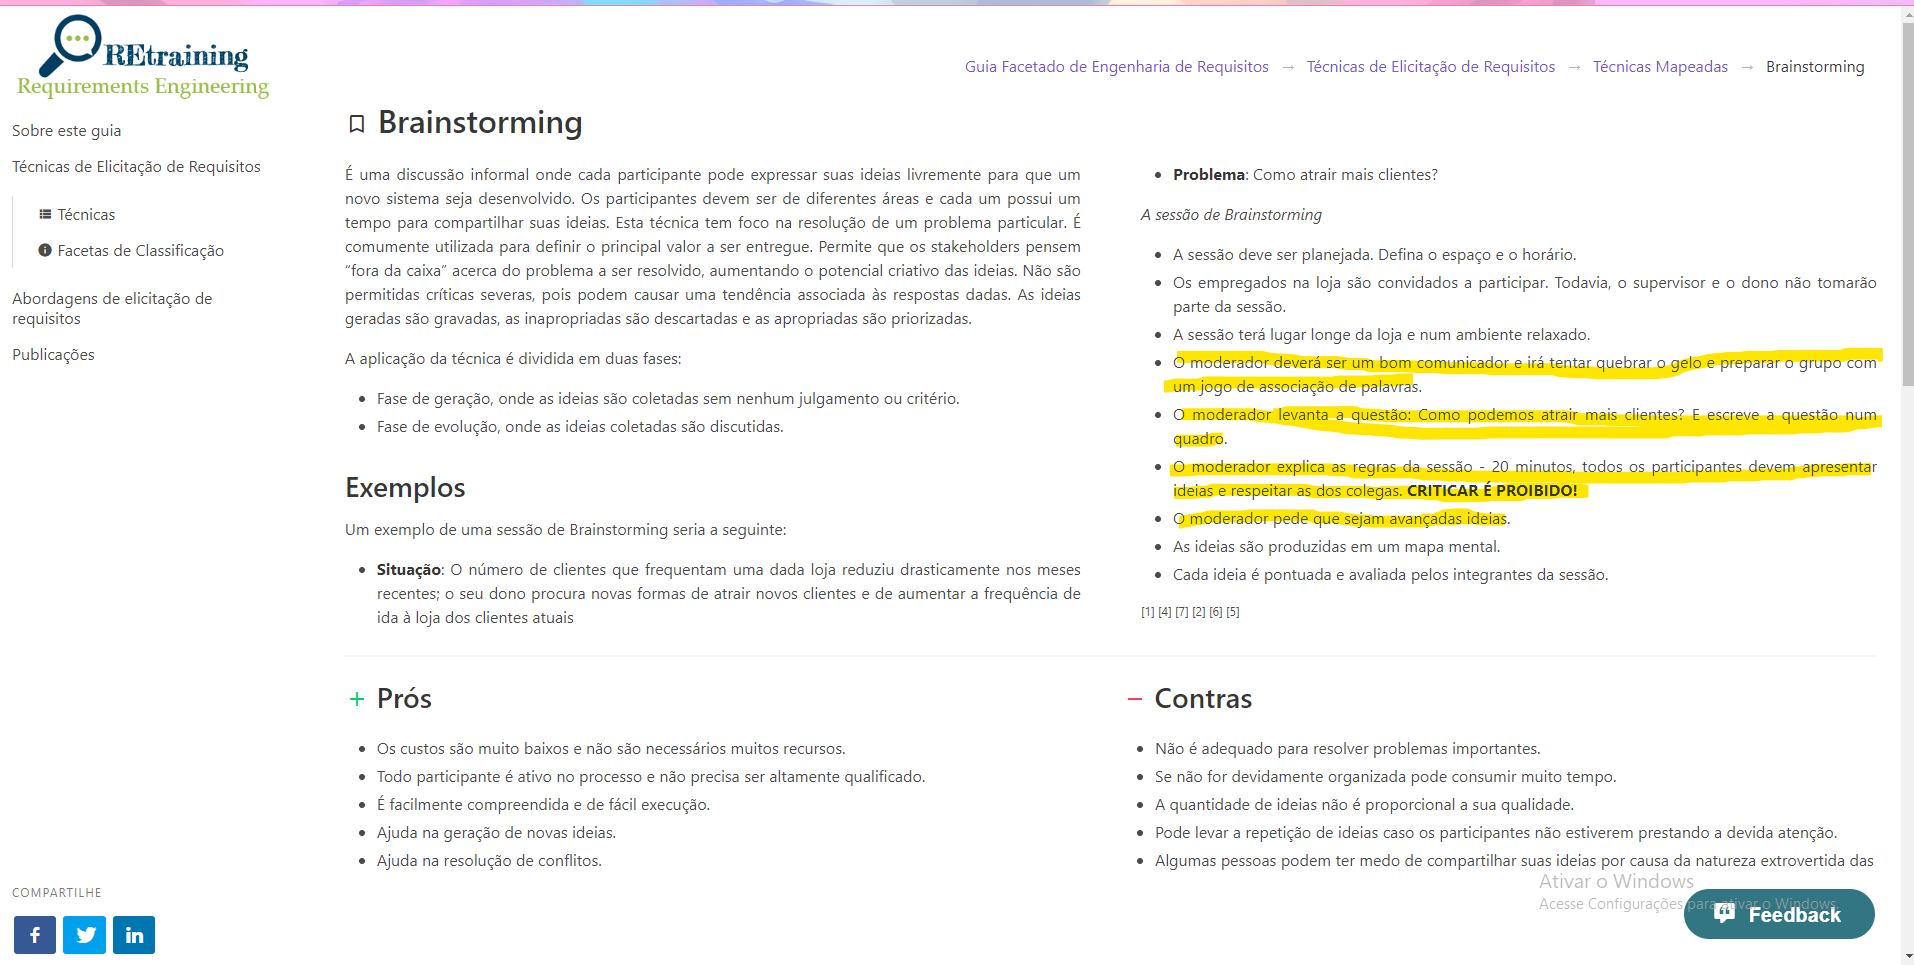 REtraining
Requirements Engineering
Guia Facetado de Engenharia de Requisitos → Técnicas de Elicitação de Requisitos → Técnicas Mapeadas → Brainstorming
Sobre este guia
Técnicas de Elicitação de Requisitos
Técnicas
Facetas de Classificação
Abordagens de elicitação de
requisitos
Publicações
Brainstorming
É uma discussão informal onde cada participante pode expressar suas ideias livremente para que um
novo sistema seja desenvolvido. Os participantes devem ser de diferentes áreas e cada um possui um
tempo para compartilhar suas ideias. Esta técnica tem foco na resolução de um problema particular. É
comumente utilizada para definir o principal valor a ser entregue. Permite que os stakeholders pensem
“fora da caixa” acerca do problema a ser resolvido, aumentando o potencial criativo das ideias. Não são
permitidas críticas severas, pois podem causar uma tendência associada às respostas dadas. As ideias
geradas são gravadas, as inapropriadas são descartadas e as apropriadas são priorizadas.
A aplicação da técnica é dividida em duas fases:
• Fase de geração, onde as ideias são coletadas sem nenhum julgamento ou critério.
• Fase de evolução, onde as ideias coletadas são discutidas.
Exemplos
Um exemplo de uma sessão de Brainstorming seria a seguinte:
• Situação: O número de clientes que frequentam uma dada loja reduziu drasticamente nos meses
recentes; o seu dono procura novas formas de atrair novos clientes e de aumentar a frequência de
ida à loja dos clientes atuais
• Problema: Como atrair mais clientes?
A sessão de Brainstorming
• A sessão deve ser planejada. Defina o espaço e o horário.
• Os empregados na loja são convidados a participar. Todavia, o supervisor e o dono não tomarão
parte da sessão.
• A sessão terá lugar longe da loja e num ambiente relaxado.
• O moderador deverá ser um bom comunicador e irá tentar quebrar o gelo e preparar o grupo com
um jogo de associação de palavras.
• O moderador levanta a questão: Como podemos atrair mais clientes? E escreve a questão num
quadro.
• O moderador explica as regras da sessão - 20 minutos, todos os participantes devem apresentar
ideias e respeitar as dos colegas. CRITICAR É PROIBIDO!
• O moderador pede que sejam avançadas ideias.
• As ideias são produzidas em um mapa mental.
• Cada ideia é pontuada e avaliada pelos integrantes da sessão.
[1] [4] [7] [2] [6] [5]
+ Prós
• Os custos são muito baixos e não são necessários muitos recursos.
• Todo participante é ativo no processo e não precisa ser altamente qualificado.
• É facilmente compreendida e de fácil execução.
• Ajuda na geração de novas ideias.
• Ajuda na resolução de conflitos.
− Contras
• Não é adequado para resolver problemas importantes.
• Se não for devidamente organizada pode consumir muito tempo.
• A quantidade de ideias não é proporcional a sua qualidade.
• Pode levar a repetição de ideias caso os participantes não estiverem prestando a devida atenção.
• Algumas pessoas podem ter medo de compartilhar suas ideias por causa da natureza extrovertida das
COMPARTILHE
f
in
Ativar o Windows
Acesse Configurações para ativar o Windows.
Feedback